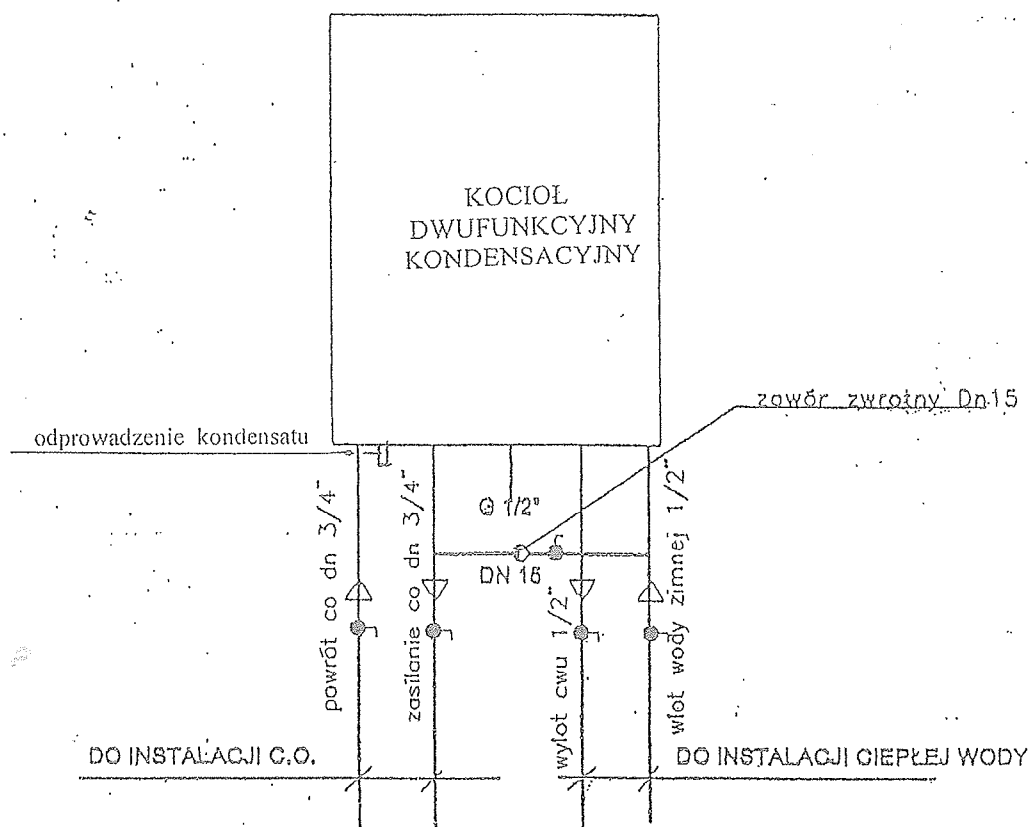 KOCIOŁ
DWUFUNKCYJNY
KONDENSACYJNY
zowór zwrotny Dn15
odprowadzenie kondensatu
powrót co dn 3/4"
zasilanie co dn 3/4"
G 1/2"
DN 15
wylot cwu 1/2"
wlot wody zimnej 1/2"
DO INSTALACJI C.O.
DO INSTALACJI CIEPŁEJ WODY